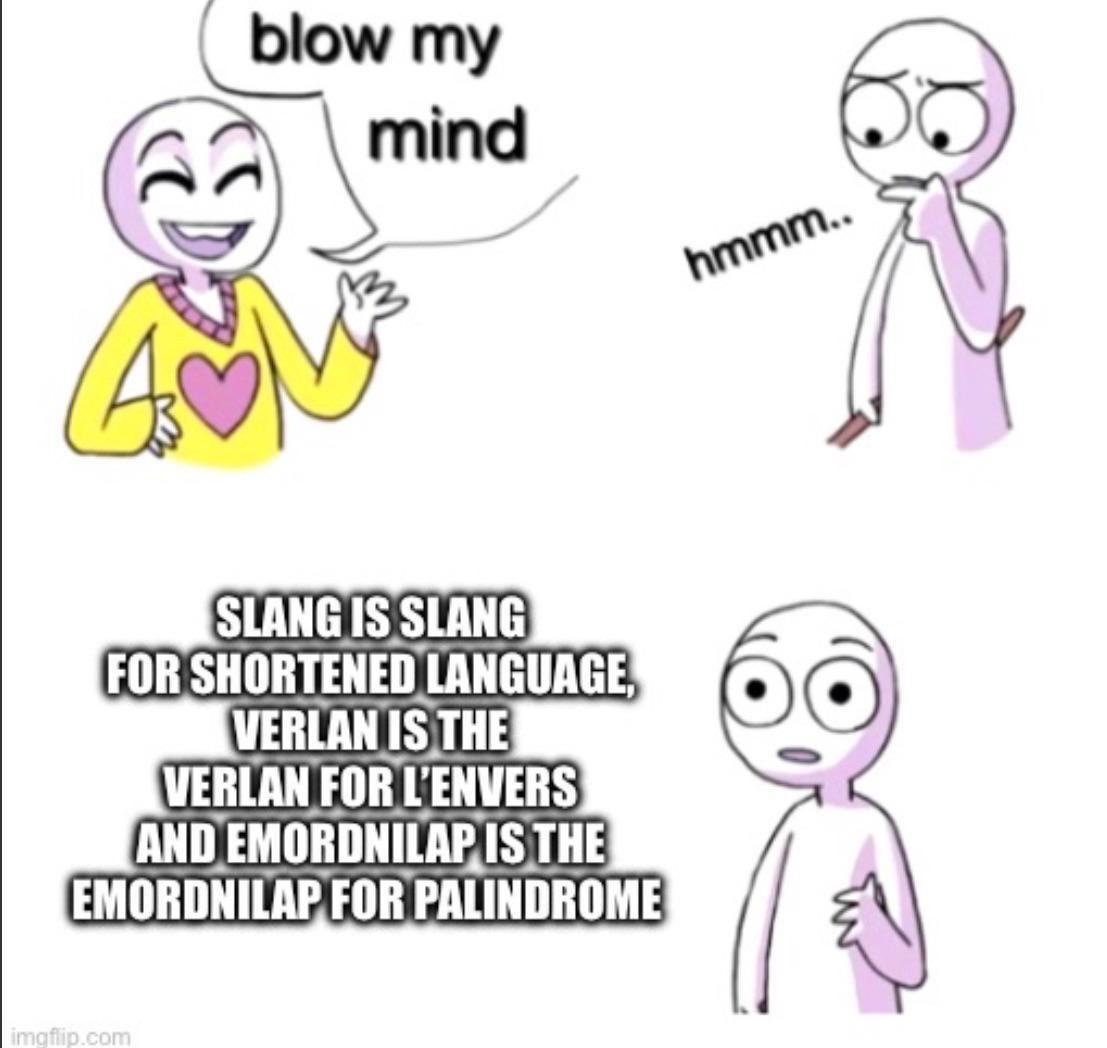 blow my
mind
hmmm..
SLANG IS SLANG
FOR SHORTENED LANGUAGE,
VERLAN IS THE
VERLAN FOR L'ENVERS
AND EMORDNILAP IS THE
EMORDNILAP FOR PALINDROME
imgflip.com